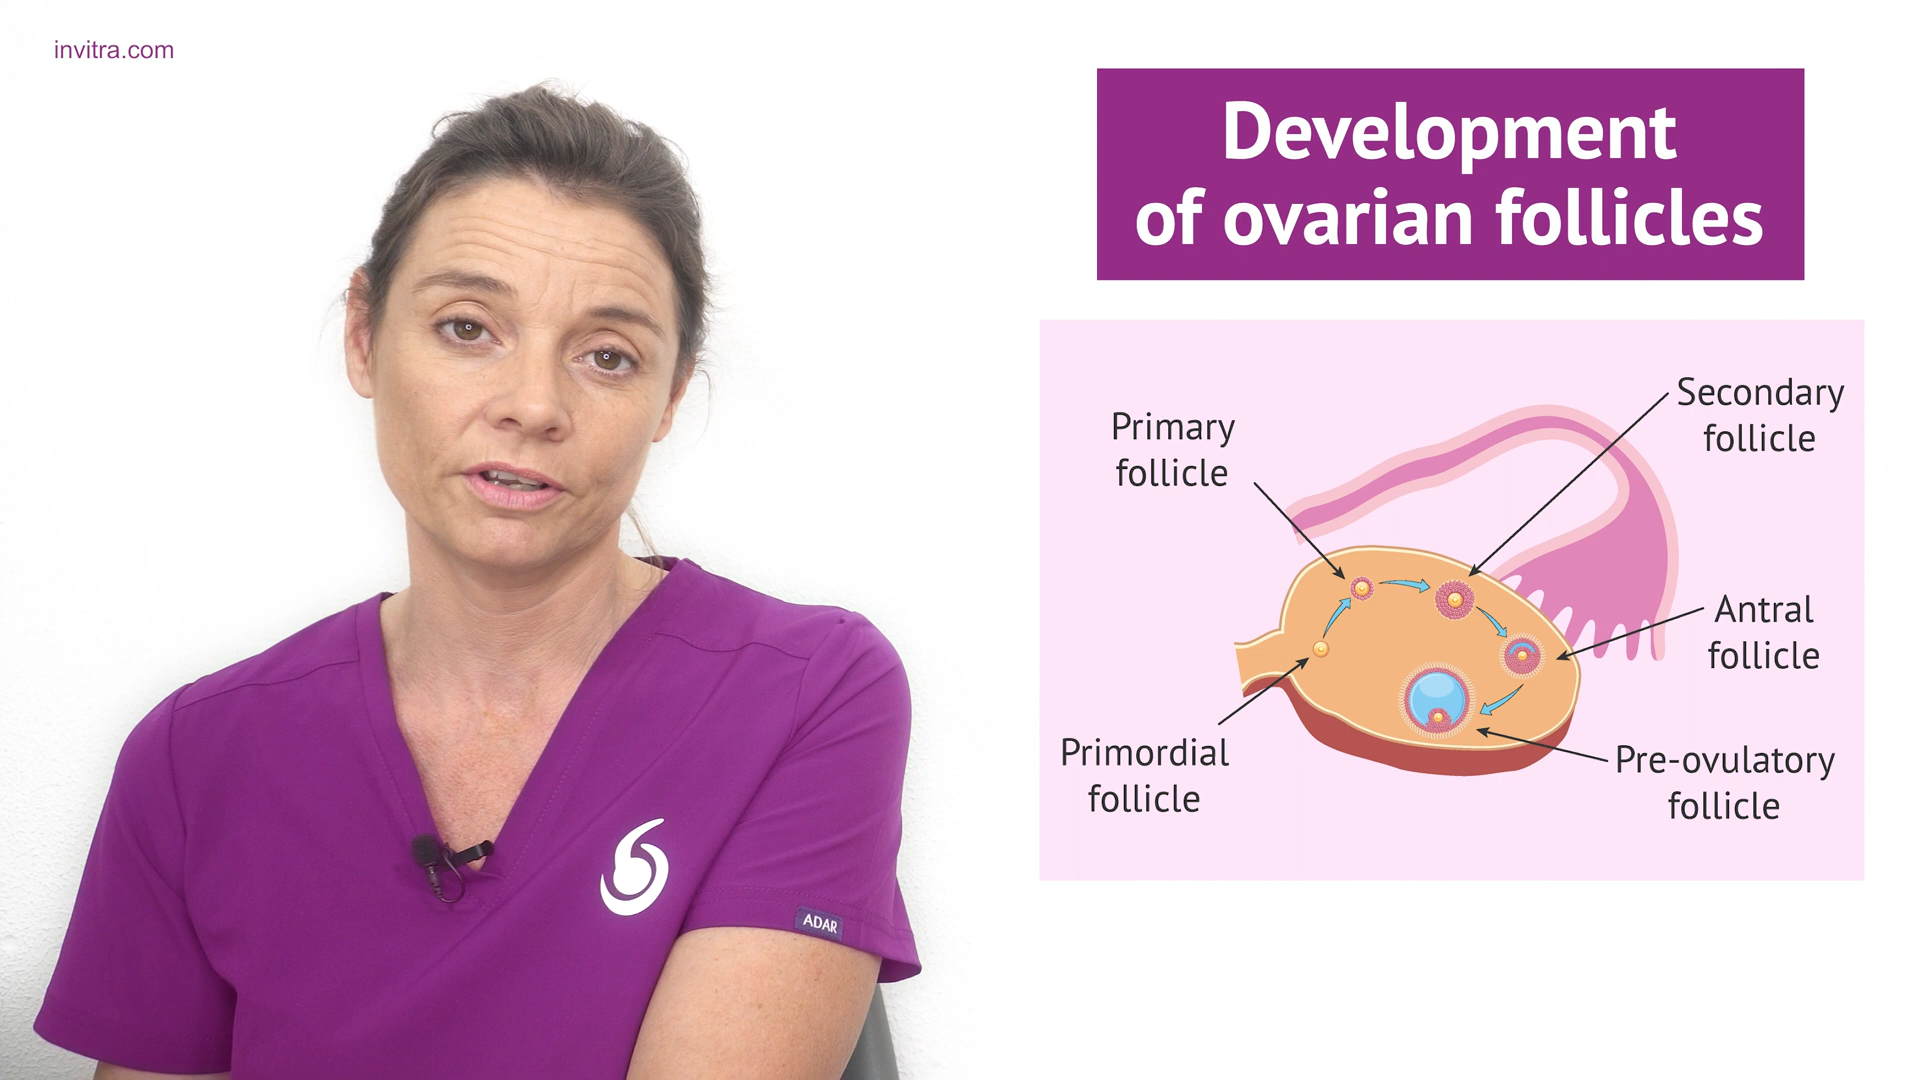 invitra.com
Development
of ovarian follicles
Primary
follicle
Secondary
follicle
Antral
follicle
Primordial
follicle
Pre-ovulatory
follicle
ADAR